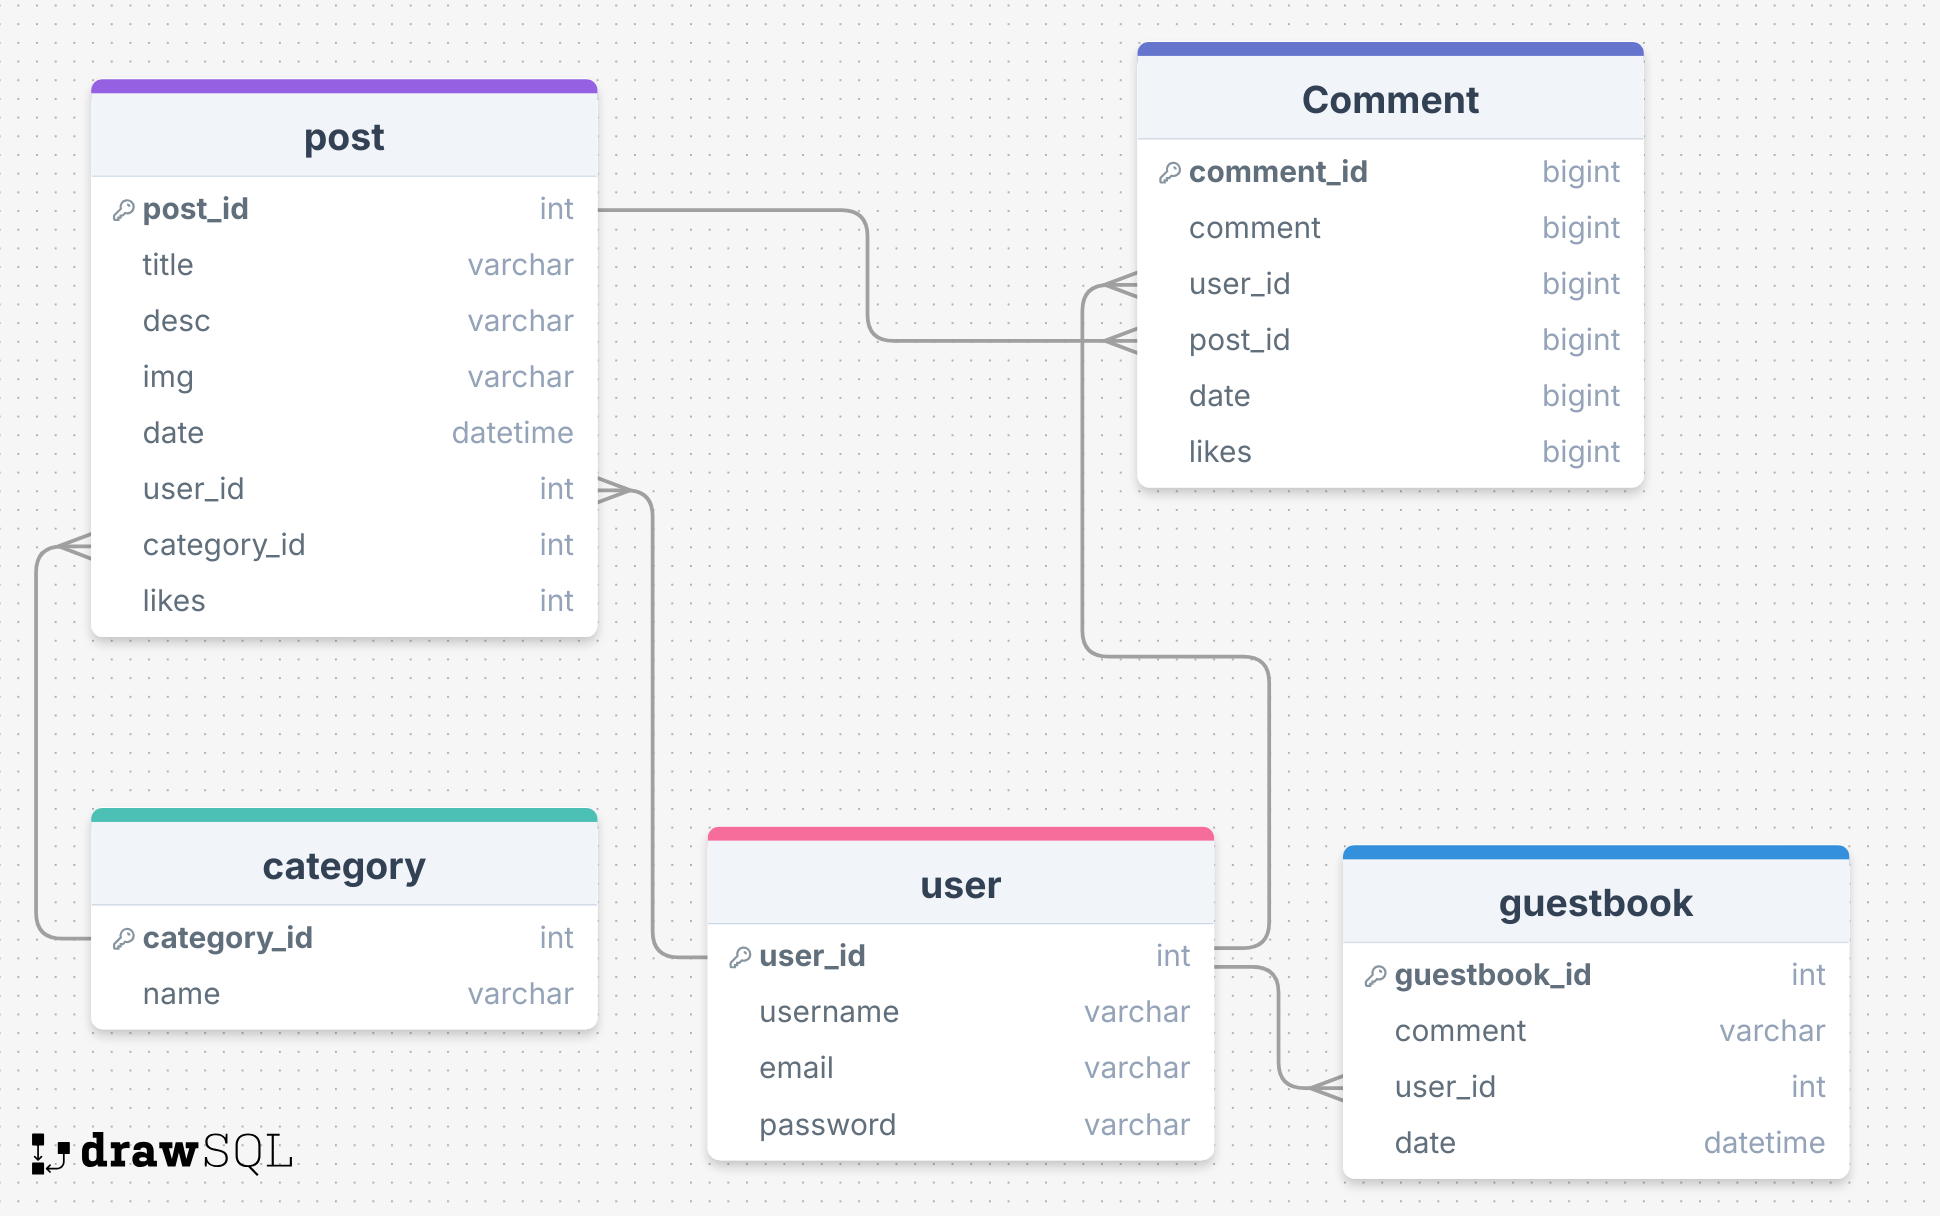 post
post_id int
title varchar
desc varchar
img varchar
date datetime
user_id int
category_id int
likes int
Comment
comment_id bigint
comment bigint
user_id bigint
post_id bigint
date bigint
likes bigint
category
category_id int
name varchar
user
user_id int
username varchar
email varchar
password varchar
guestbook
guestbook_id int
comment varchar
user_id int
date datetime
drawSQL